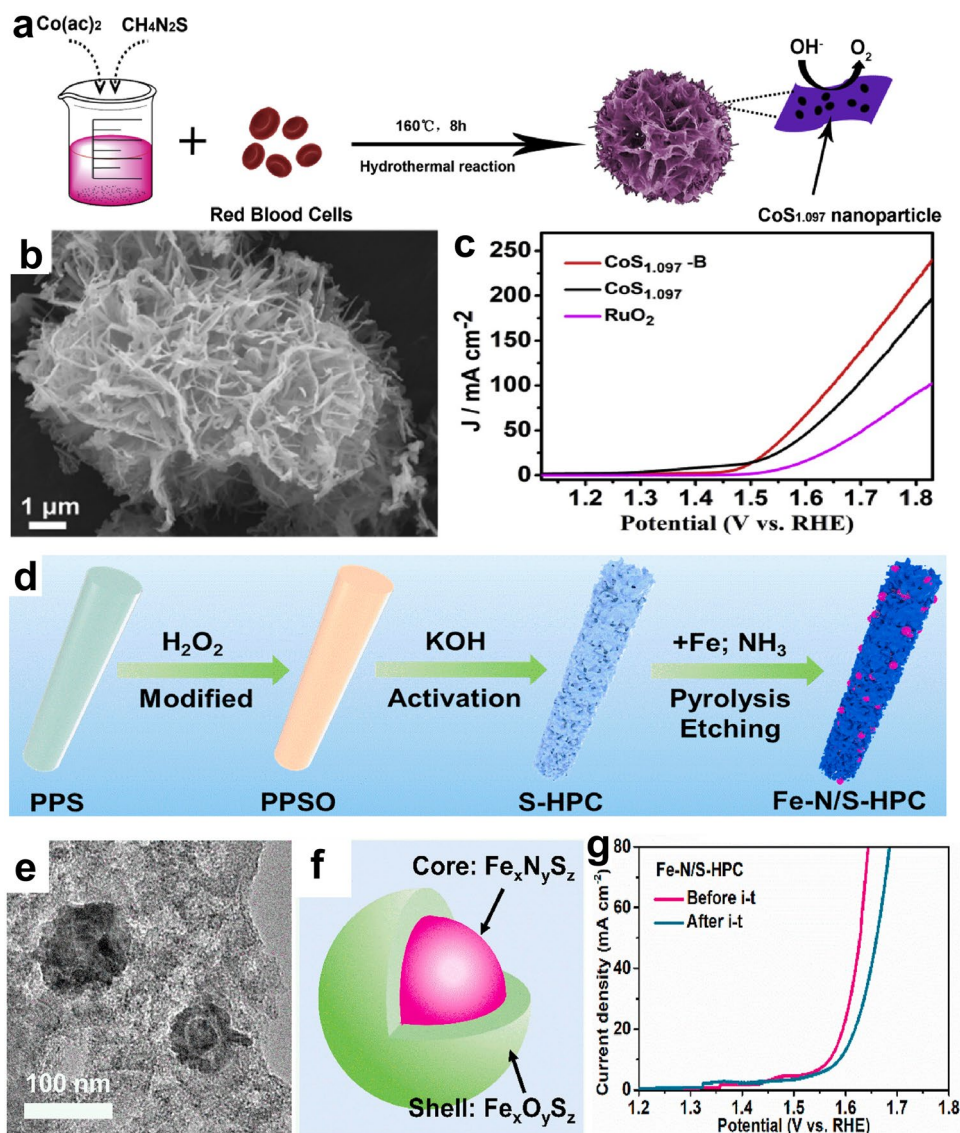 a
Co(ac)₂ CH₄N₂S
OH⁻ O₂
+
160℃, 8h
Hydrothermal reaction
Red Blood Cells
CoS₁.₀₉₇ nanoparticle
b
1 μm
c
250
200
150
100
50
0
J / mA cm⁻²
CoS₁.₀₉₇ -B
CoS₁.₀₉₇
RuO₂
1.2 1.3 1.4 1.5 1.6 1.7 1.8
Potential (V vs. RHE)
d
H₂O₂ KOH +Fe; NH₃
Modified Activation Pyrolysis
Etching
PPS PPSO S-HPC Fe-N/S-HPC
e
100 nm
f
Core: FeₓNᵧS_z
Shell: FeₓOᵧS_z
g
80
60
40
20
0
Current density (mA cm⁻²)
Fe-N/S-HPC
Before i-t
After i-t
1.2 1.3 1.4 1.5 1.6 1.7 1.8
Potential (V vs. RHE)